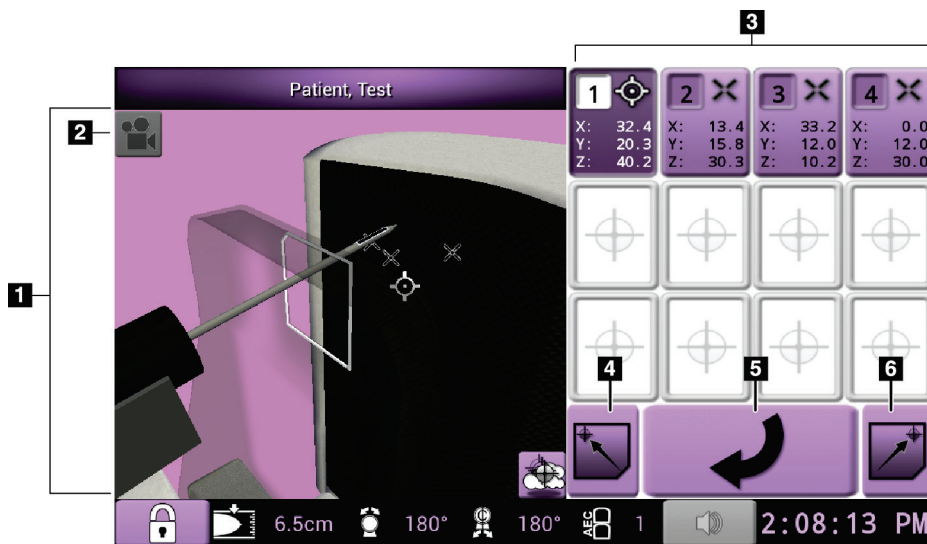 3
Patient, Test
1 2 3 4
X: 32.4 X: 13.4 X: 33.2 X: 0.0
Y: 20.3 Y: 15.8 Y: 12.0 Y: 12.0
Z: 40.2 Z: 30.3 Z: 10.2 Z: 30.0
2
1
4 5 6
6.5cm 180° C 180° AEC 1 2:08:13 PM